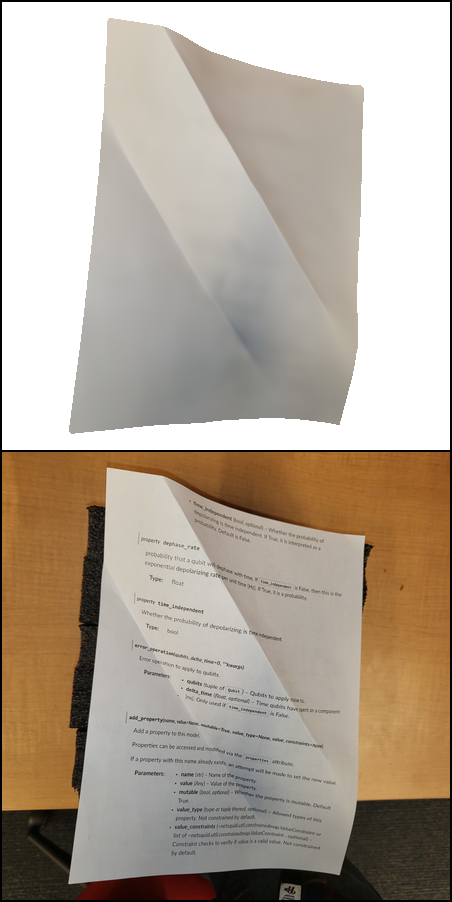 • time_independent (bool, optional) – Whether the probability of
depolarizing is time independent. If True, it is interpreted as a
probability. Default is False.
property dephase_rate
probability that a qubit will dephase with time. If time_independent is False, then this is the
exponential depolarizing rate per unit time [Hz]. If True, it is a probability.
Type: float
property time_independent
Whether the probability of depolarizing is time independent.
Type: bool
error_operation(qubits, delta_time=0, **kwargs)
Error operation to apply to qubits.
Parameters: • qubits (tuple of Qubit) – Qubits to apply noise to.
• delta_time (float, optional) – Time qubits have spent on a component
[ns]. Only used if time_independent is False.
add_property(name, value=None, mutable=True, value_type=None, value_constraints=None)
Add a property to this model.
Properties can be accessed and modified via the properties attribute.
If a property with this name already exists, an attempt will be made to set the new value.
Parameters: • name (str) – Name of the property.
• value (Any) – Value of the property.
• mutable (bool, optional) – Whether the property is mutable. Default
True.
• value_type (type or tuple thereof, optional) – Allowed types of this
property. Not constrained by default.
• value_constraints (~netsquid.util.constrainedmap.ValueConstraint or
list of ~netsquid.util.constrainedmap.ValueConstraint, optional) –
Constraint checks to verify if value is a valid value. Not constrained
by default.